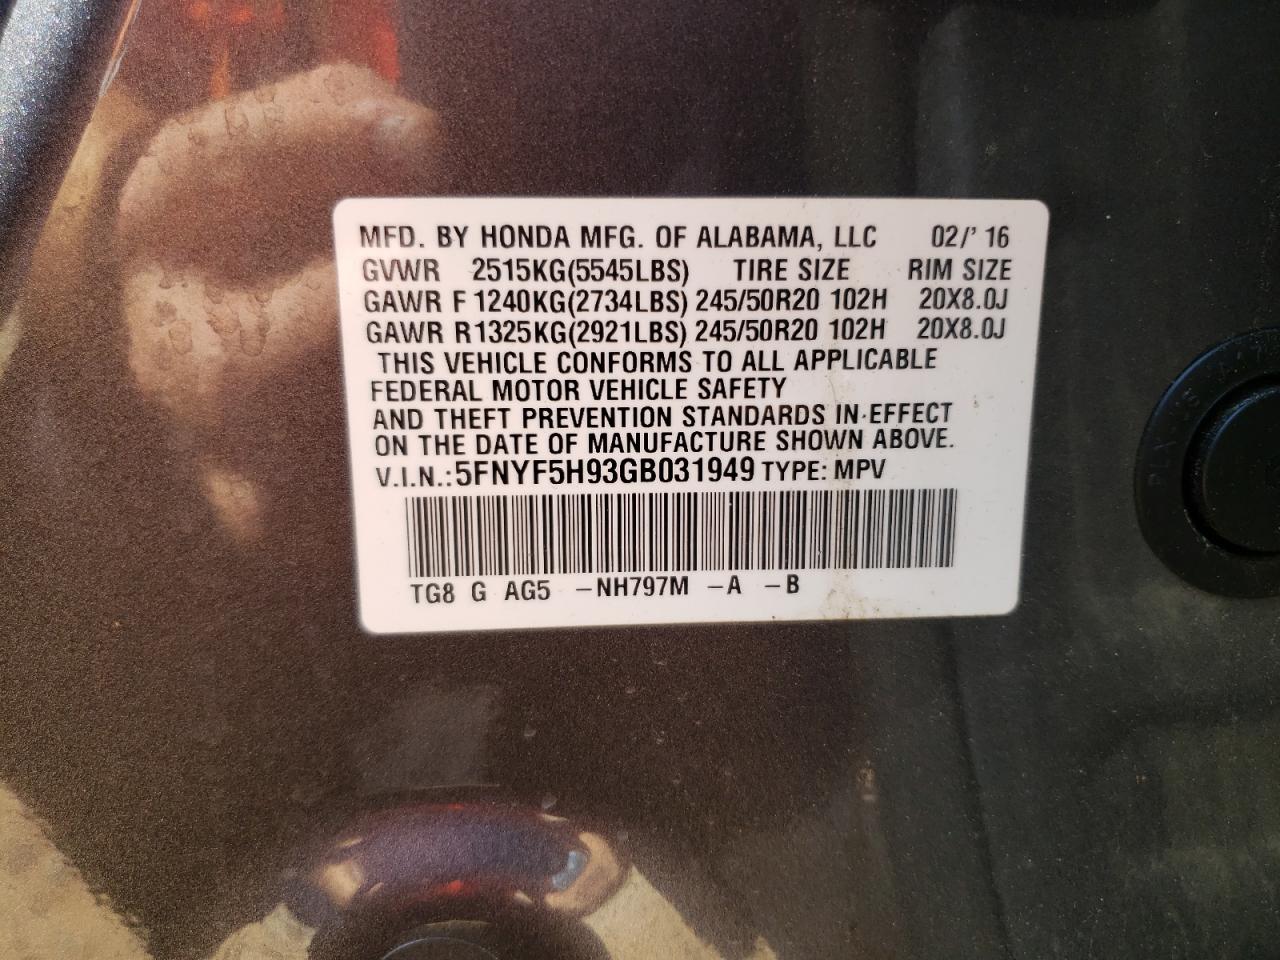 MFD. BY HONDA MFG. OF ALABAMA, LLC 02/' 16
GVWR 2515KG(5545LBS) TIRE SIZE RIM SIZE
GAWR F 1240KG(2734LBS) 245/50R20 102H 20X8.0J
GAWR R1325KG(2921LBS) 245/50R20 102H 20X8.0J
THIS VEHICLE CONFORMS TO ALL APPLICABLE
FEDERAL MOTOR VEHICLE SAFETY
AND THEFT PREVENTION STANDARDS IN EFFECT
ON THE DATE OF MANUFACTURE SHOWN ABOVE.
V.I.N.: 5FNYF5H93GB031949 TYPE: MPV
TG8 G AG5 -NH797M -A -B